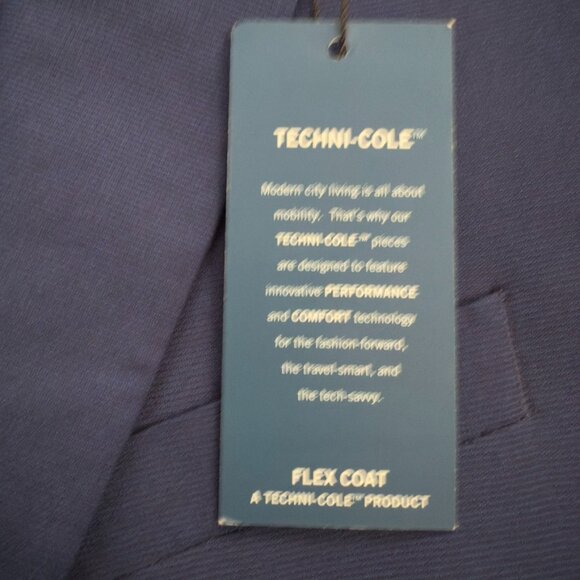 TECHNI-COLE™
Modern city living is all about
mobility. That's why our
TECHNI-COLE™ pieces
are designed to feature
innovative PERFORMANCE
and COMFORT technology
for the fashion-forward,
the travel-smart, and
the tech-savvy.
FLEX COAT
A TECHNI-COLE™ PRODUCT